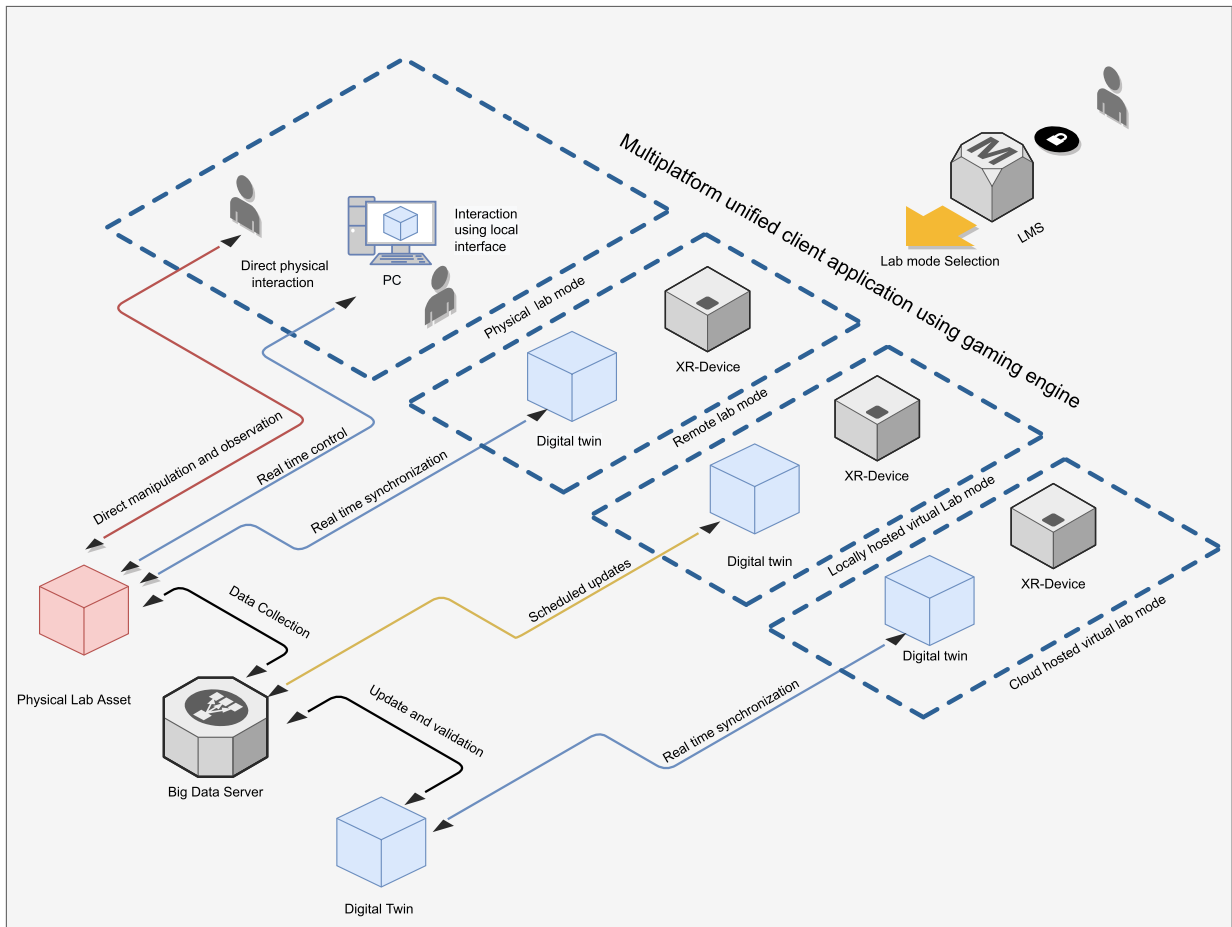 Multiplatform unified client application using gaming engine
M
LMS
Lab mode Selection
Interaction
using local
interface
Direct physical
interaction
PC
Physical lab mode
XR-Device
Digital twin
Remote lab mode
XR-Device
Digital twin
Locally hosted virtual Lab mode
XR-Device
Digital twin
Cloud hosted virtual lab mode
Direct manipulation and observation
Real time control
Real time synchronization
Scheduled updates
Data Collection
Physical Lab Asset
Update and validation
Real time synchronization
Big Data Server
Digital Twin